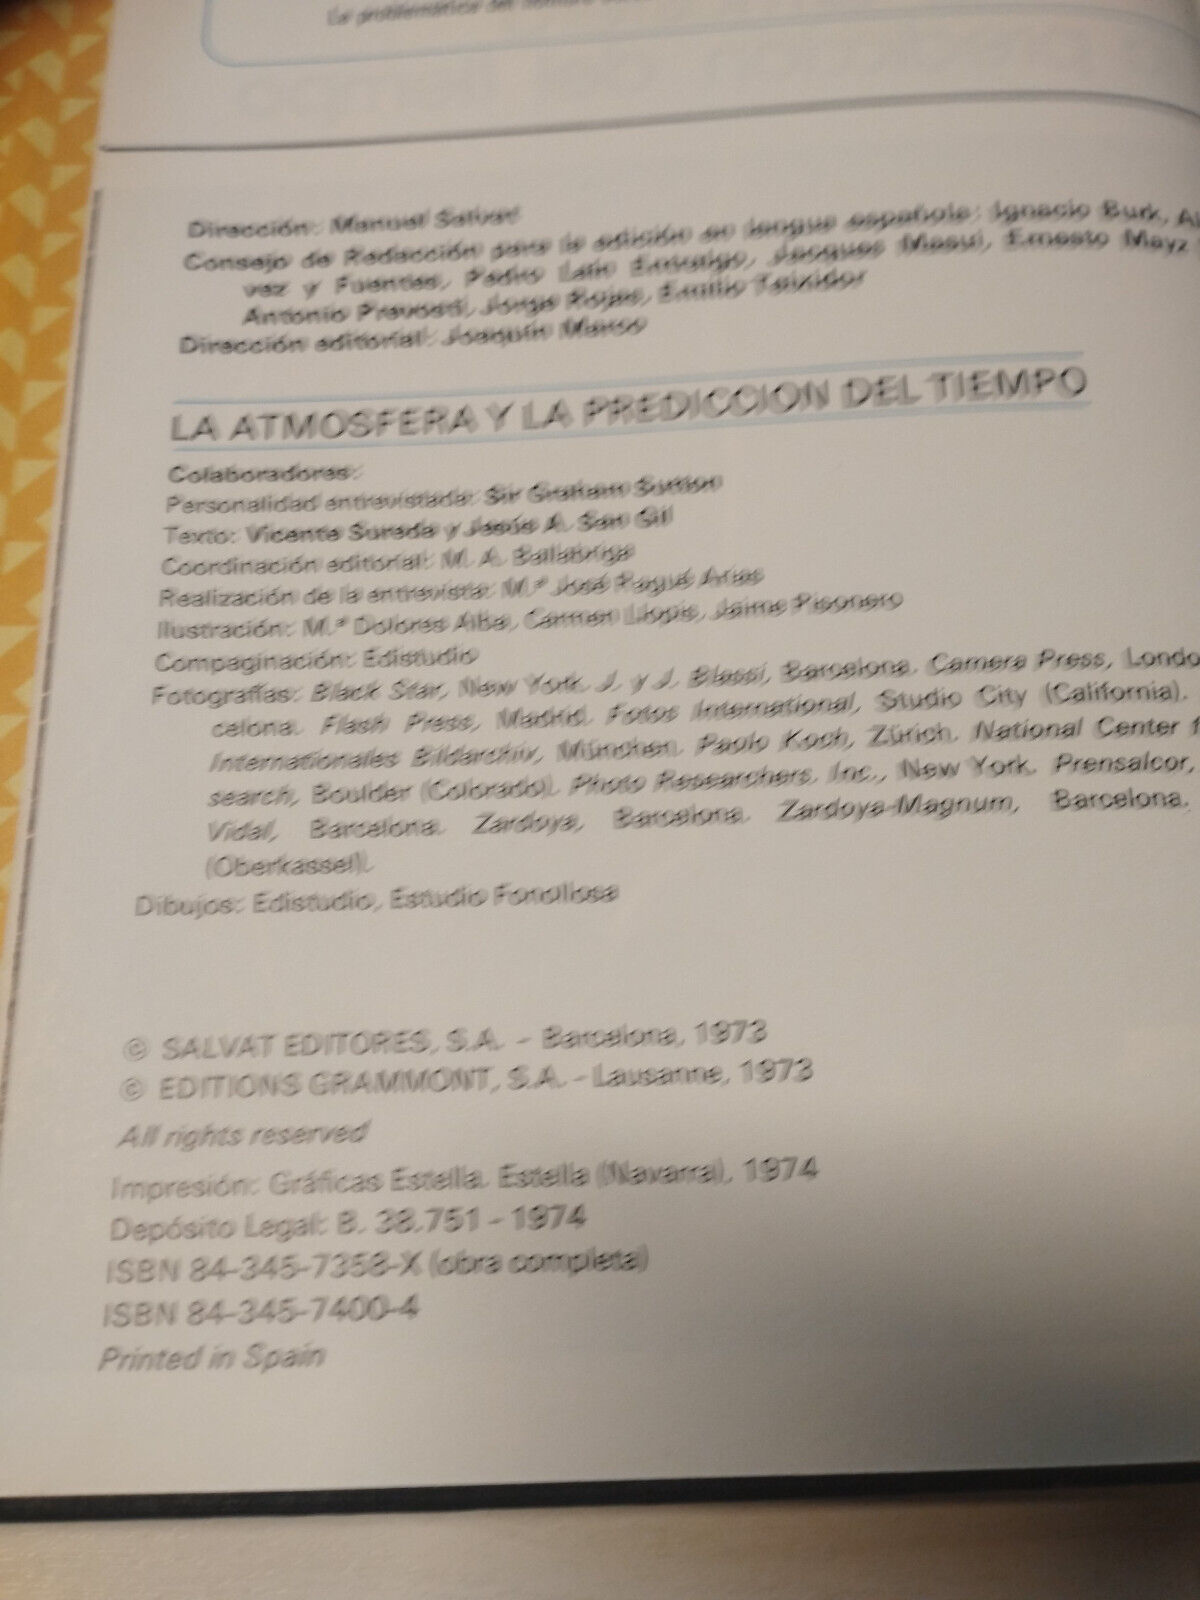 La problemática del
Dirección: Manuel Salvat
Consejo de Redacción para la edición en lengua española: Ignacio Burk,
vez y Fuentes, Pedro Laín Entralgo, Jacques Masui, Ernesto Mayz
Antonio Prevosti, Jorge Rojas, Emilio Teixidor
Dirección editorial: Joaquín Marco
LA ATMOSFERA Y LA PREDICCION DEL TIEMPO
Colaboradores:
Personalidad entrevistada: Sir Graham Sutton
Texto: Vicente Sureda y Jesús A. San Gil
Coordinación editorial: M. A. Ballabriga
Realización de la entrevista: M.ª José Ragué Arias
Ilustración: M.ª Dolores Alba, Carmen Llopis, Jaime Pisonero
Compaginación: Edistudio
Fotografías: Black Star, New York. J. y J. Blassi, Barcelona. Camera Press, Londo
celona. Flash Press, Madrid. Fotos International, Studio City (California).
Internationales Bildarchiv, München. Paolo Koch, Zürich. National Center f
search, Boulder (Colorado). Photo Researchers, Inc., New York. Prensalcor,
Vidal, Barcelona. Zardoya, Barcelona. Zardoya-Magnum, Barcelona.
(Oberkassel).
Dibujos: Edistudio, Estudio Fonollosa
© SALVAT EDITORES, S.A. - Barcelona, 1973
© EDITIONS GRAMMONT, S.A. - Lausanne, 1973
All rights reserved
Impresión: Gráficas Estella. Estella (Navarra), 1974
Depósito Legal: B. 38.751 - 1974
ISBN 84-345-7358-X (obra completa)
ISBN 84-345-7400-4
Printed in Spain